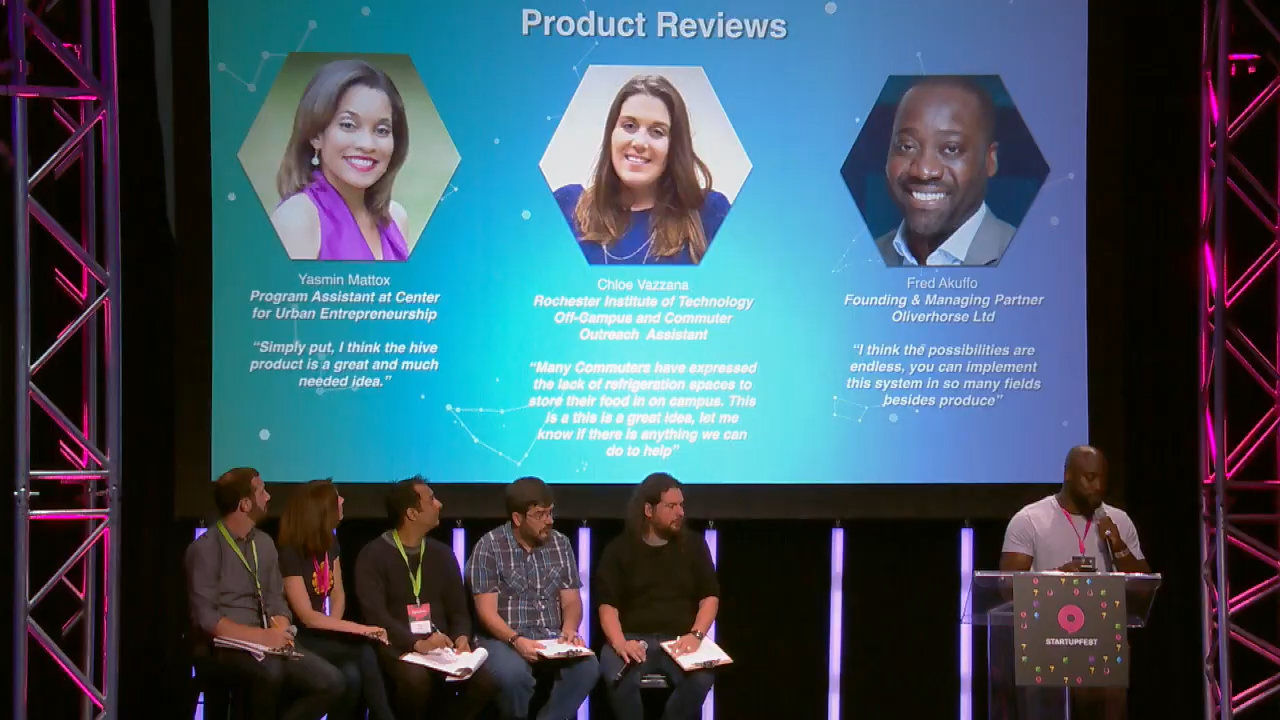 Product Reviews
Yasmin Mattox
Program Assistant at Center
for Urban Entrepreneurship
“Simply put, I think the hive
product is a great and much
needed idea.”
Chloe Vazzana
Rochester Institute of Technology
Off-Campus and Commuter
Outreach Assistant
“Many Commuters have expressed
the lack of refrigeration spaces to
store their food in on campus. This
is a this is a great idea, let me
know if there is anything we can
do to help”
Fred Akuffo
Founding & Managing Partner
Oliverhorse Ltd
“I think the possibilities are
endless, you can implement
this system in so many fields
besides produce”
STARTUPFEST